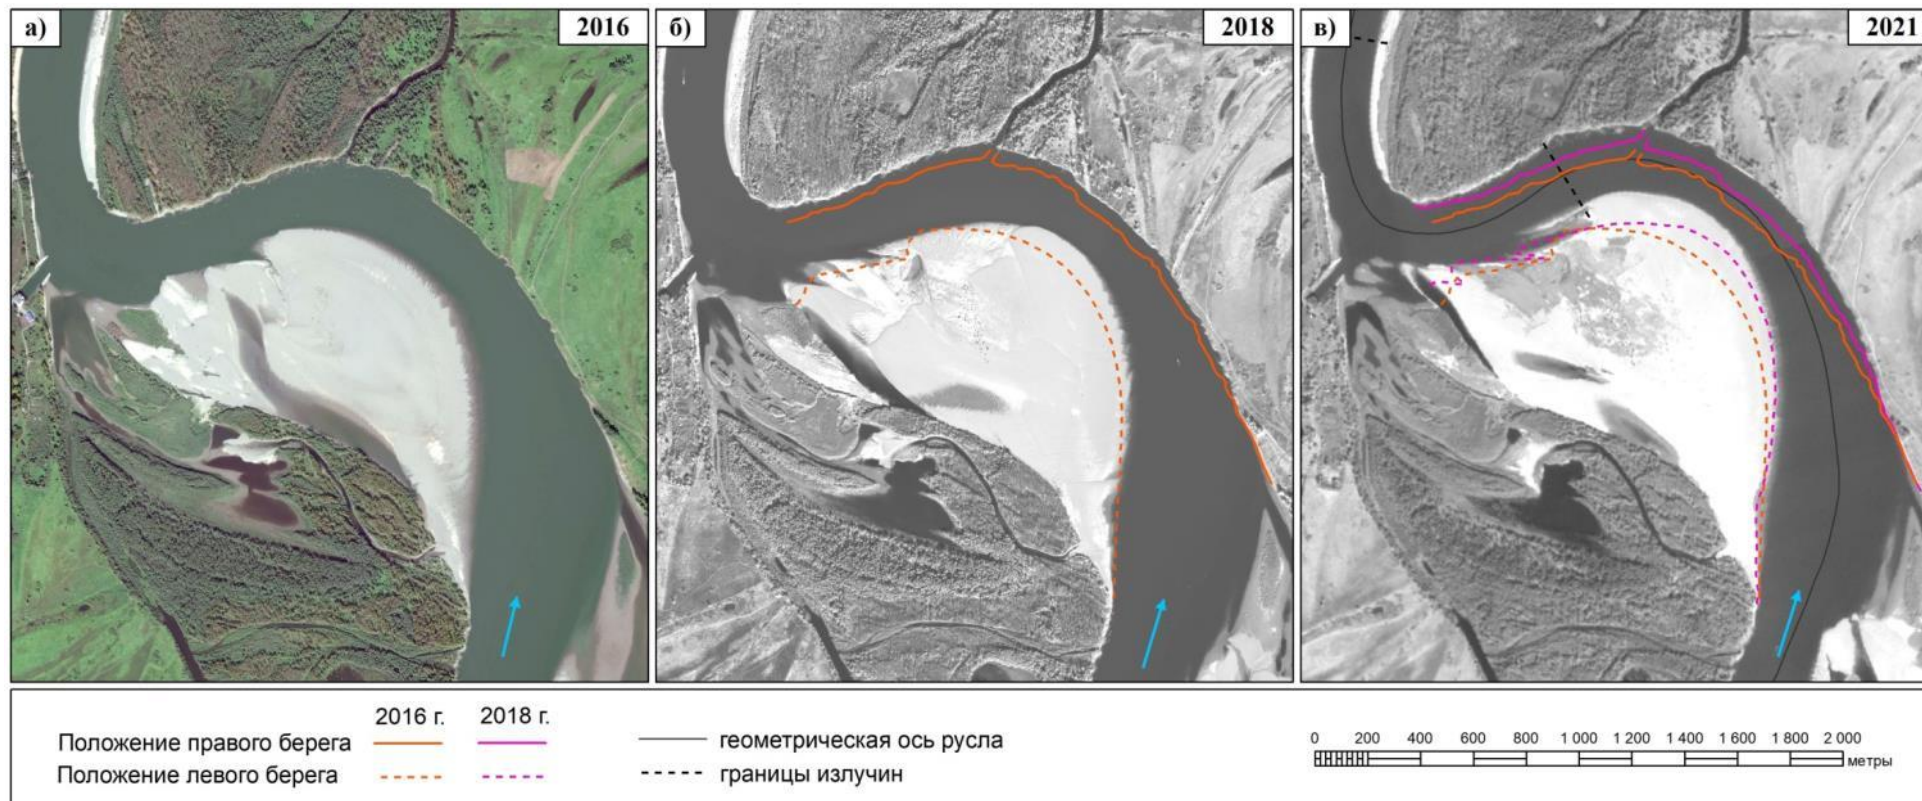 а) 2016 б) 2018 в) 2021
2016 г. 2018 г.
Положение правого берега геометрическая ось русла
Положение левого берега границы излучин
0 200 400 600 800 1 000 1 200 1 400 1 600 1 800 2 000
метры